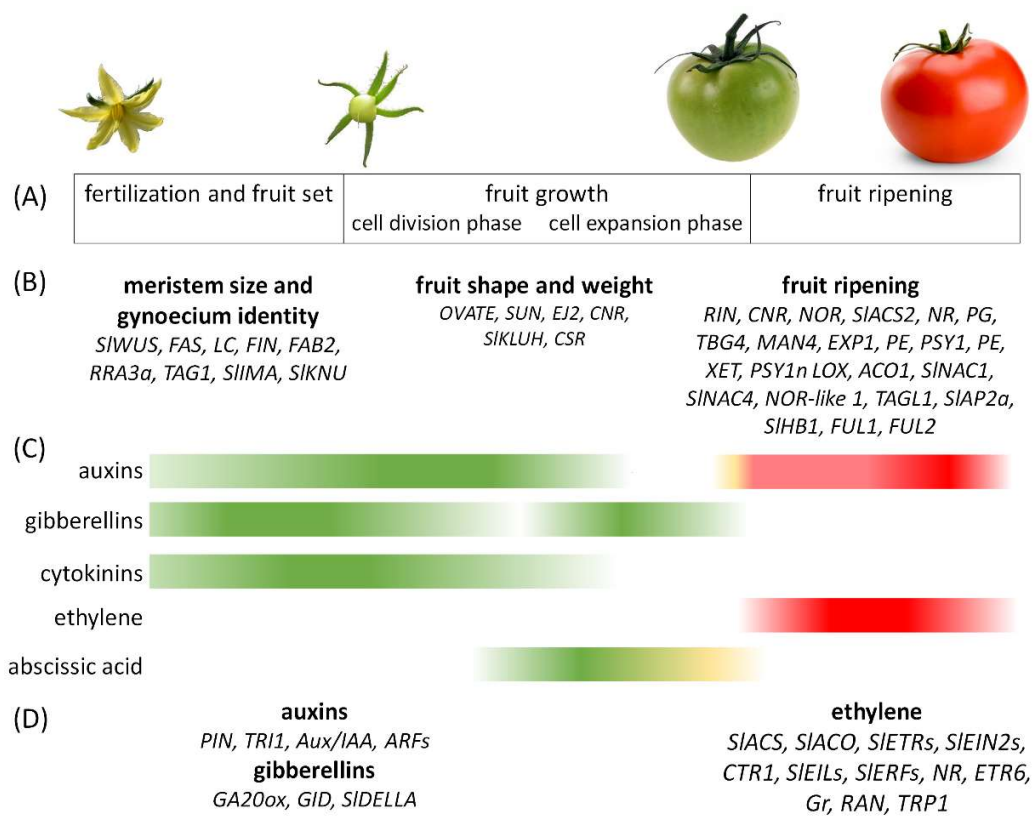 (A)
fertilization and fruit set
fruit growth
fruit ripening
cell division phase
cell expansion phase
(B)
meristem size and
gynoecium identity
SlWUS, FAS, LC, FIN, FAB2,
RRA3a, TAG1, SlIMA, SlKNU
fruit shape and weight
OVATE, SUN, EJ2, CNR,
SlKLUH, CSR
fruit ripening
RIN, CNR, NOR, SlACS2, NR, PG,
TBG4, MAN4, EXP1, PE, PSY1, PE,
XET, PSY1n LOX, ACO1, SlNAC1,
SlNAC4, NOR-like 1, TAGL1, SlAP2a,
SlHB1, FUL1, FUL2
(C)
auxins
gibberellins
cytokinins
ethylene
abscissic acid
(D)
auxins
PIN, TRI1, Aux/IAA, ARFs
gibberellins
GA20ox, GID, SlDELLA
ethylene
SlACS, SlACO, SlETRs, SlEIN2s,
CTR1, SlEILs, SlERFs, NR, ETR6,
Gr, RAN, TRP1